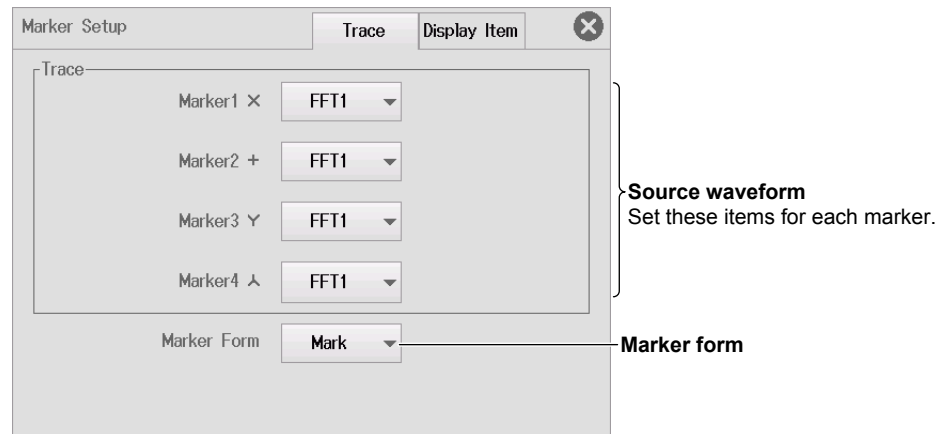 Marker Setup
Trace
Display Item
Trace
Marker1 ×
FFT1
Marker2 +
FFT1
Marker3 Y
FFT1
Marker4 ⅄
FFT1
Source waveform
Set these items for each marker.
Marker Form
Mark
Marker form